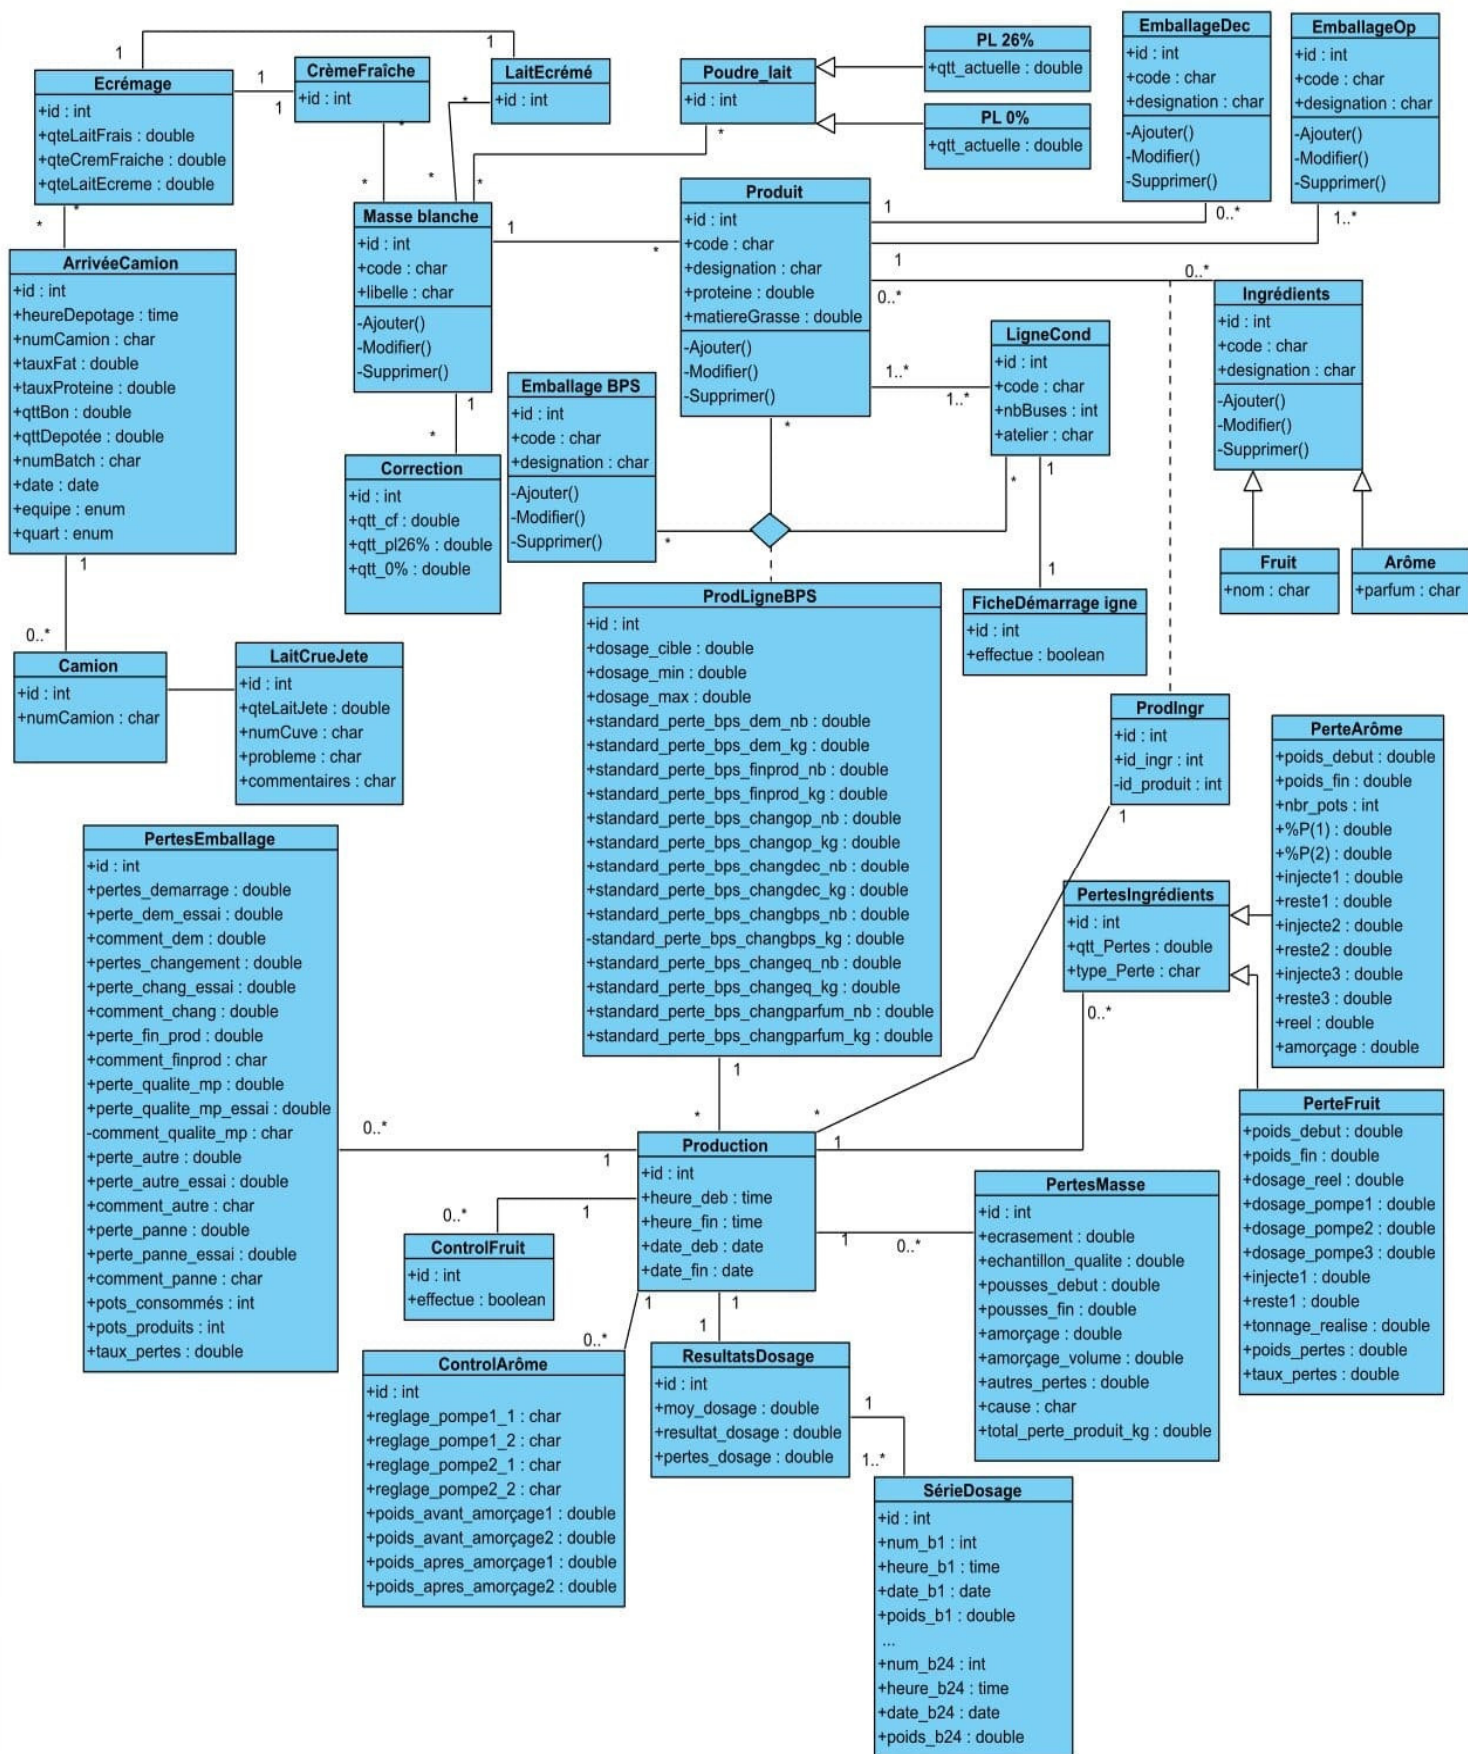 Ecrémage
+id : int
+qteLaitFrais : double
+qteCremFraiche : double
+qteLaitEcreme : double
1
1
1
1
*
*
CrèmeFraîche
+id : int
*
*
LaitEcrémé
+id : int
*
*
Poudre_lait
+id : int
*
*
PL 26%
+qtt_actuelle : double
PL 0%
+qtt_actuelle : double
EmballageDec
+id : int
+code : char
+designation : char
-Ajouter()
-Modifier()
-Supprimer()
0..*
1
EmballageOp
+id : int
+code : char
+designation : char
-Ajouter()
-Modifier()
-Supprimer()
1..*
1
ArrivéeCamion
+id : int
+heureDepotage : time
+numCamion : char
+tauxFat : double
+tauxProteine : double
+qttBon : double
+qttDepotée : double
+numBatch : char
+date : date
+equipe : enum
+quart : enum
1
0..*
Masse blanche
+id : int
+code : char
+libelle : char
-Ajouter()
-Modifier()
-Supprimer()
1
*
1
*
Produit
+id : int
+code : char
+designation : char
+proteine : double
+matiereGrasse : double
-Ajouter()
-Modifier()
-Supprimer()
0..*
0..*
1..*
1..*
*
Ingrédients
+id : int
+code : char
+designation : char
-Ajouter()
-Modifier()
-Supprimer()
LigneCond
+id : int
+code : char
+nbBuses : int
+atelier : char
*
1
1
Emballage BPS
+id : int
+code : char
+designation : char
-Ajouter()
-Modifier()
-Supprimer()
*
Correction
+id : int
+qtt_cf : double
+qtt_pl26% : double
+qtt_0% : double
Fruit
+nom : char
Arôme
+parfum : char
Camion
+id : int
+numCamion : char
LaitCrueJete
+id : int
+qteLaitJete : double
+numCuve : char
+probleme : char
+commentaires : char
ProdLigneBPS
+id : int
+dosage_cible : double
+dosage_min : double
+dosage_max : double
+standard_perte_bps_dem_nb : double
+standard_perte_bps_dem_kg : double
+standard_perte_bps_finprod_nb : double
+standard_perte_bps_finprod_kg : double
+standard_perte_bps_changop_nb : double
+standard_perte_bps_changop_kg : double
+standard_perte_bps_changdec_nb : double
+standard_perte_bps_changdec_kg : double
+standard_perte_bps_changbps_nb : double
-standard_perte_bps_changbps_kg : double
+standard_perte_bps_changeq_nb : double
+standard_perte_bps_changeq_kg : double
+standard_perte_bps_changparfum_nb : double
+standard_perte_bps_changparfum_kg : double
1
*
FicheDémarrage igne
+id : int
+effectue : boolean
ProdIngr
+id : int
+id_ingr : int
-id_produit : int
1
*
PerteArôme
+poids_debut : double
+poids_fin : double
+nbr_pots : int
+%P(1) : double
+%P(2) : double
+injecte1 : double
+reste1 : double
+injecte2 : double
+reste2 : double
+injecte3 : double
+reste3 : double
+reel : double
+amorçage : double
PertesIngrédients
+id : int
+qtt_Pertes : double
+type_Perte : char
0..*
1
PertesEmballage
+id : int
+pertes_demarrage : double
+perte_dem_essai : double
+comment_dem : double
+pertes_changement : double
+perte_chang_essai : double
+comment_chang : double
+perte_fin_prod : double
+comment_finprod : char
+perte_qualite_mp : double
+perte_qualite_mp_essai : double
-comment_qualite_mp : char
+perte_autre : double
+perte_autre_essai : double
+comment_autre : char
+perte_panne : double
+perte_panne_essai : double
+comment_panne : char
+pots_consommés : int
+pots_produits : int
+taux_pertes : double
0..*
1
Production
+id : int
+heure_deb : time
+heure_fin : time
+date_deb : date
+date_fin : date
PerteFruit
+poids_debut : double
+poids_fin : double
+dosage_reel : double
+dosage_pompe1 : double
+dosage_pompe2 : double
+dosage_pompe3 : double
+injecte1 : double
+reste1 : double
+tonnage_realise : double
+poids_pertes : double
+taux_pertes : double
PertesMasse
+id : int
+ecrasement : double
+echantillon_qualite : double
+pousses_debut : double
+pousses_fin : double
+amorçage : double
+amorçage_volume : double
+autres_pertes : double
+cause : char
+total_perte_produit_kg : double
1
0..*
ControlFruit
+id : int
+effectue : boolean
0..*
1
ControlArôme
+id : int
+reglage_pompe1_1 : char
+reglage_pompe1_2 : char
+reglage_pompe2_1 : char
+reglage_pompe2_2 : char
+poids_avant_amorçage1 : double
+poids_avant_amorçage2 : double
+poids_apres_amorçage1 : double
+poids_apres_amorçage2 : double
0..*
1
1
1
ResultatsDosage
+id : int
+moy_dosage : double
+resultat_dosage : double
+pertes_dosage : double
1
1..*
SérieDosage
+id : int
+num_b1 : int
+heure_b1 : time
+date_b1 : date
+poids_b1 : double
...
+num_b24 : int
+heure_b24 : time
+date_b24 : date
+poids_b24 : double